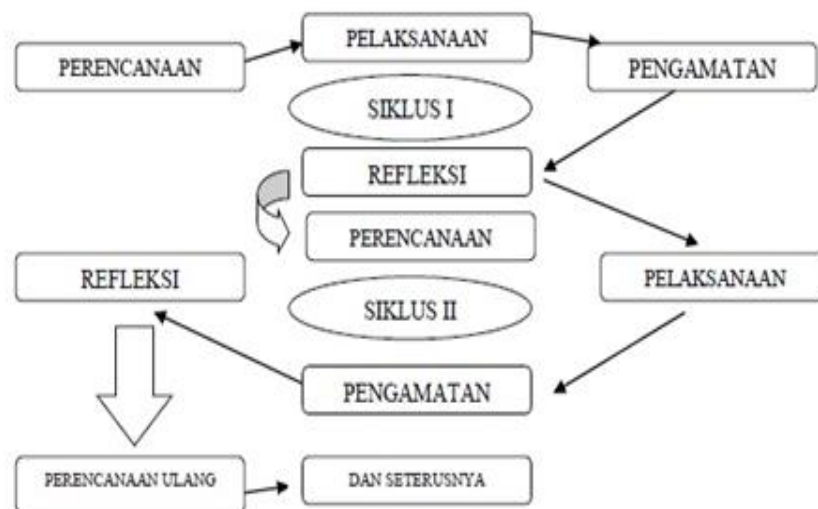 PERENCANAAN
PELAKSANAAN
PENGAMATAN
SIKLUS I
REFLEKSI
PERENCANAAN
PELAKSANAAN
SIKLUS II
PENGAMATAN
REFLEKSI
PERENCANAAN ULANG
DAN SETERUSNYA